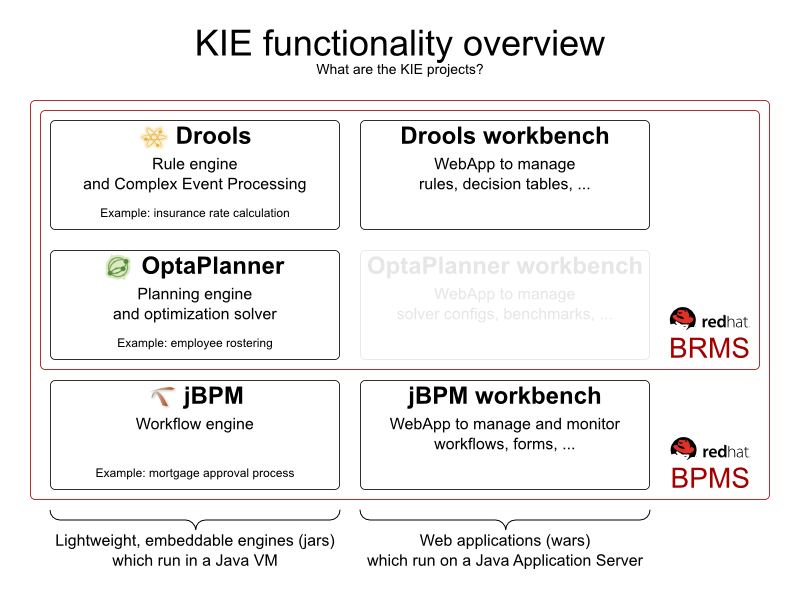 KIE functionality overview
What are the KIE projects?
Drools
Rule engine
and Complex Event Processing
Example: insurance rate calculation
Drools workbench
WebApp to manage
rules, decision tables, ...
OptaPlanner
Planning engine
and optimization solver
Example: employee rostering
OptaPlanner workbench
WebApp to manage
solver configs, benchmarks, ...
redhat
BRMS
jBPM
Workflow engine
Example: mortgage approval process
jBPM workbench
WebApp to manage and monitor
workflows, forms, ...
redhat
BPMS
Lightweight, embeddable engines (jars)
which run in a Java VM
Web applications (wars)
which run on a Java Application Server